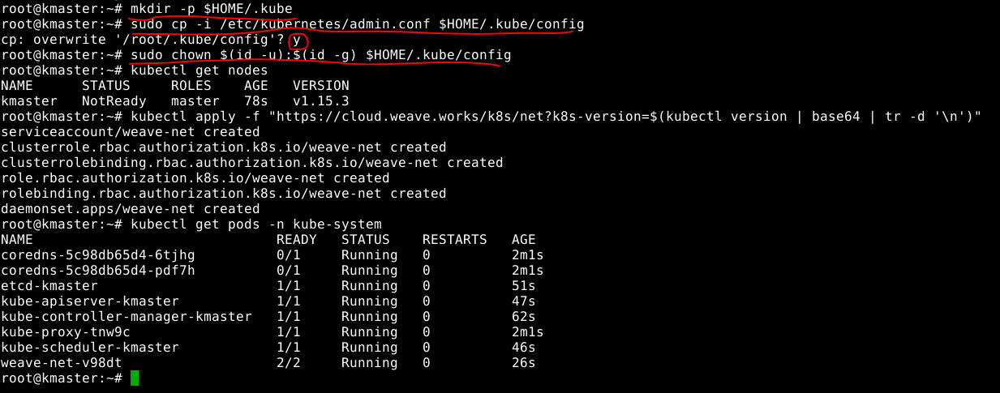 root@kmaster:~# mkdir -p $HOME/.kube
root@kmaster:~# sudo cp -i /etc/kubernetes/admin.conf $HOME/.kube/config
cp: overwrite '/root/.kube/config'? y
root@kmaster:~# sudo chown $(id -u):$(id -g) $HOME/.kube/config
root@kmaster:~# kubectl get nodes
NAME      STATUS     ROLES    AGE   VERSION
kmaster   NotReady   master   78s   v1.15.3
root@kmaster:~# kubectl apply -f "https://cloud.weave.works/k8s/net?k8s-version=$(kubectl version | base64 | tr -d '\n')"
serviceaccount/weave-net created
clusterrole.rbac.authorization.k8s.io/weave-net created
clusterrolebinding.rbac.authorization.k8s.io/weave-net created
role.rbac.authorization.k8s.io/weave-net created
rolebinding.rbac.authorization.k8s.io/weave-net created
daemonset.apps/weave-net created
root@kmaster:~# kubectl get pods -n kube-system
NAME                              READY   STATUS    RESTARTS   AGE
coredns-5c98db65d4-6tjhg          0/1     Running   0          2m1s
coredns-5c98db65d4-pdf7h          0/1     Running   0          2m1s
etcd-kmaster                      1/1     Running   0          51s
kube-apiserver-kmaster            1/1     Running   0          47s
kube-controller-manager-kmaster   1/1     Running   0          62s
kube-proxy-tnw9c                  1/1     Running   0          2m1s
kube-scheduler-kmaster            1/1     Running   0          46s
weave-net-v98dt                   2/2     Running   0          26s
root@kmaster:~#